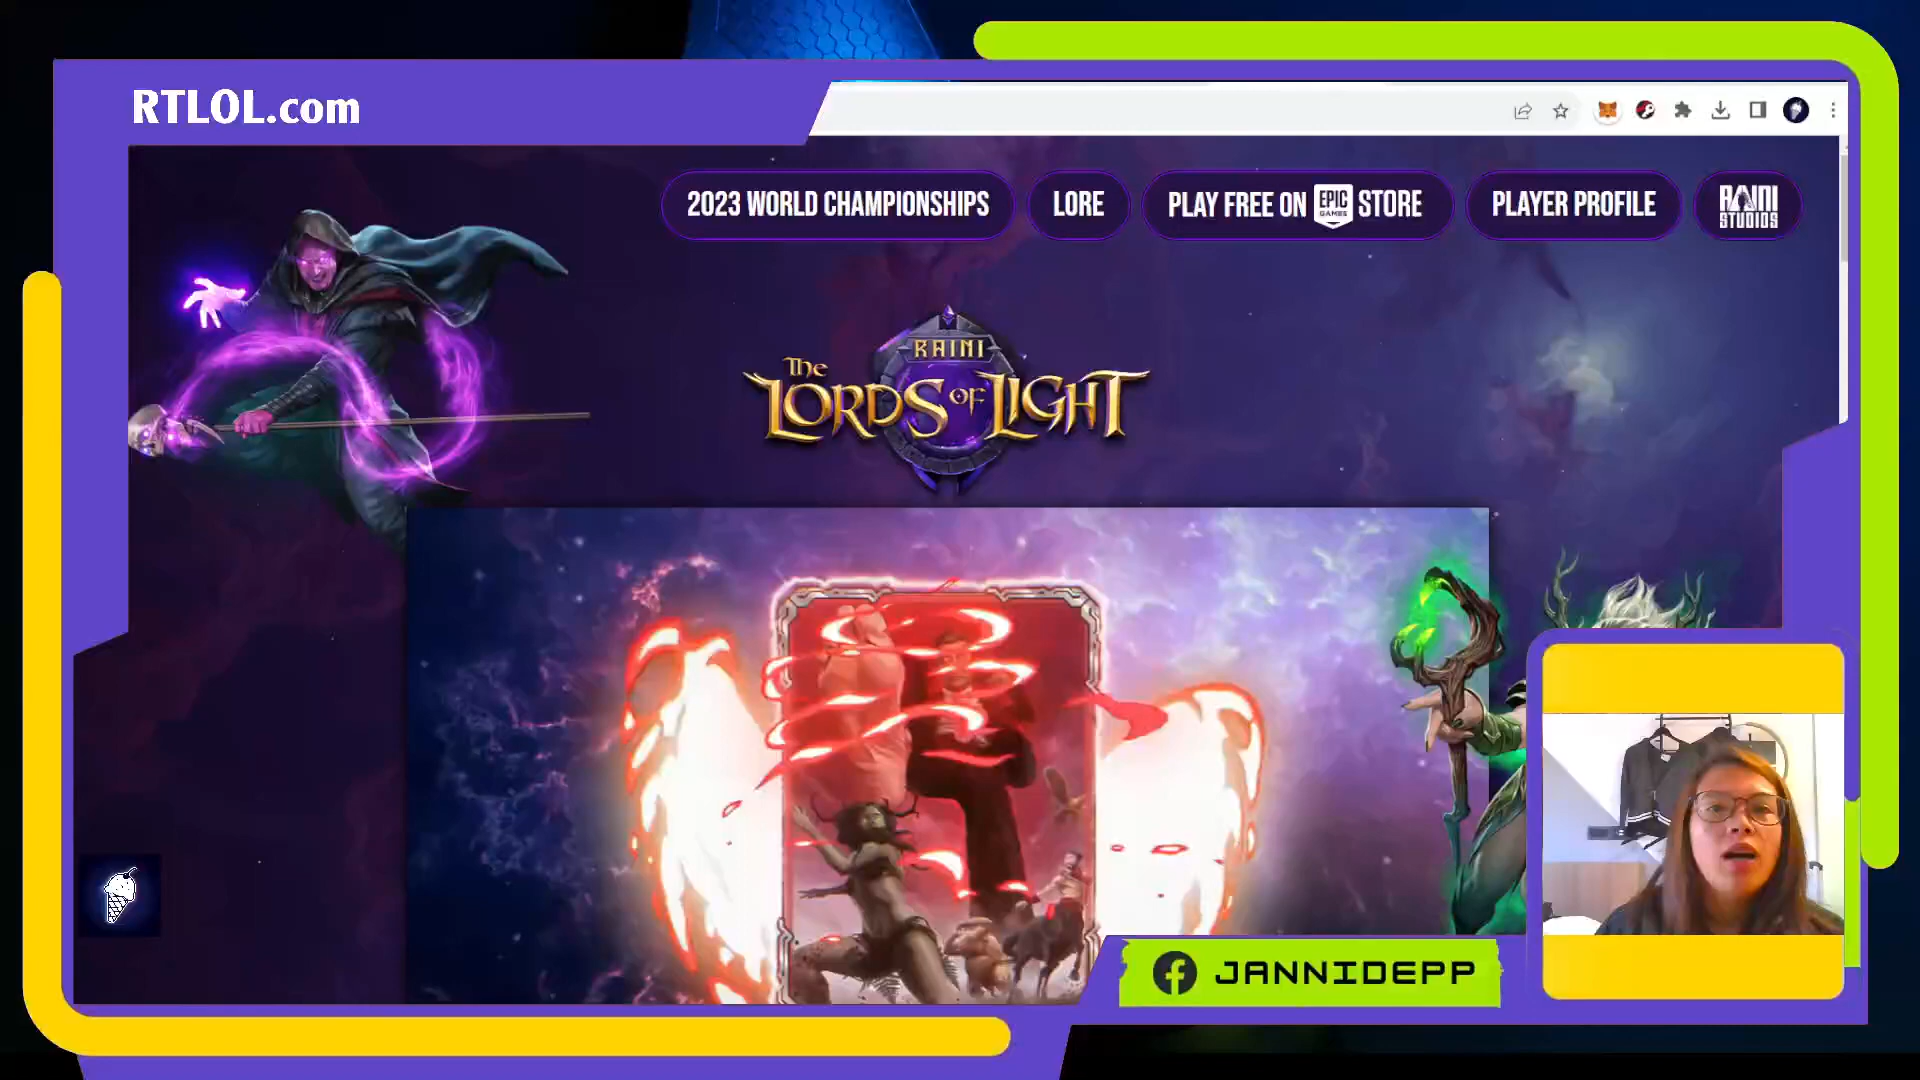 RTLOL.com
2023 WORLD CHAMPIONSHIPS
LORE
PLAY FREE ON EPIC GAMES STORE
PLAYER PROFILE
RAINI STUDIOS
RAINI
The LORDS OF LIGHT
JANNIDEPP